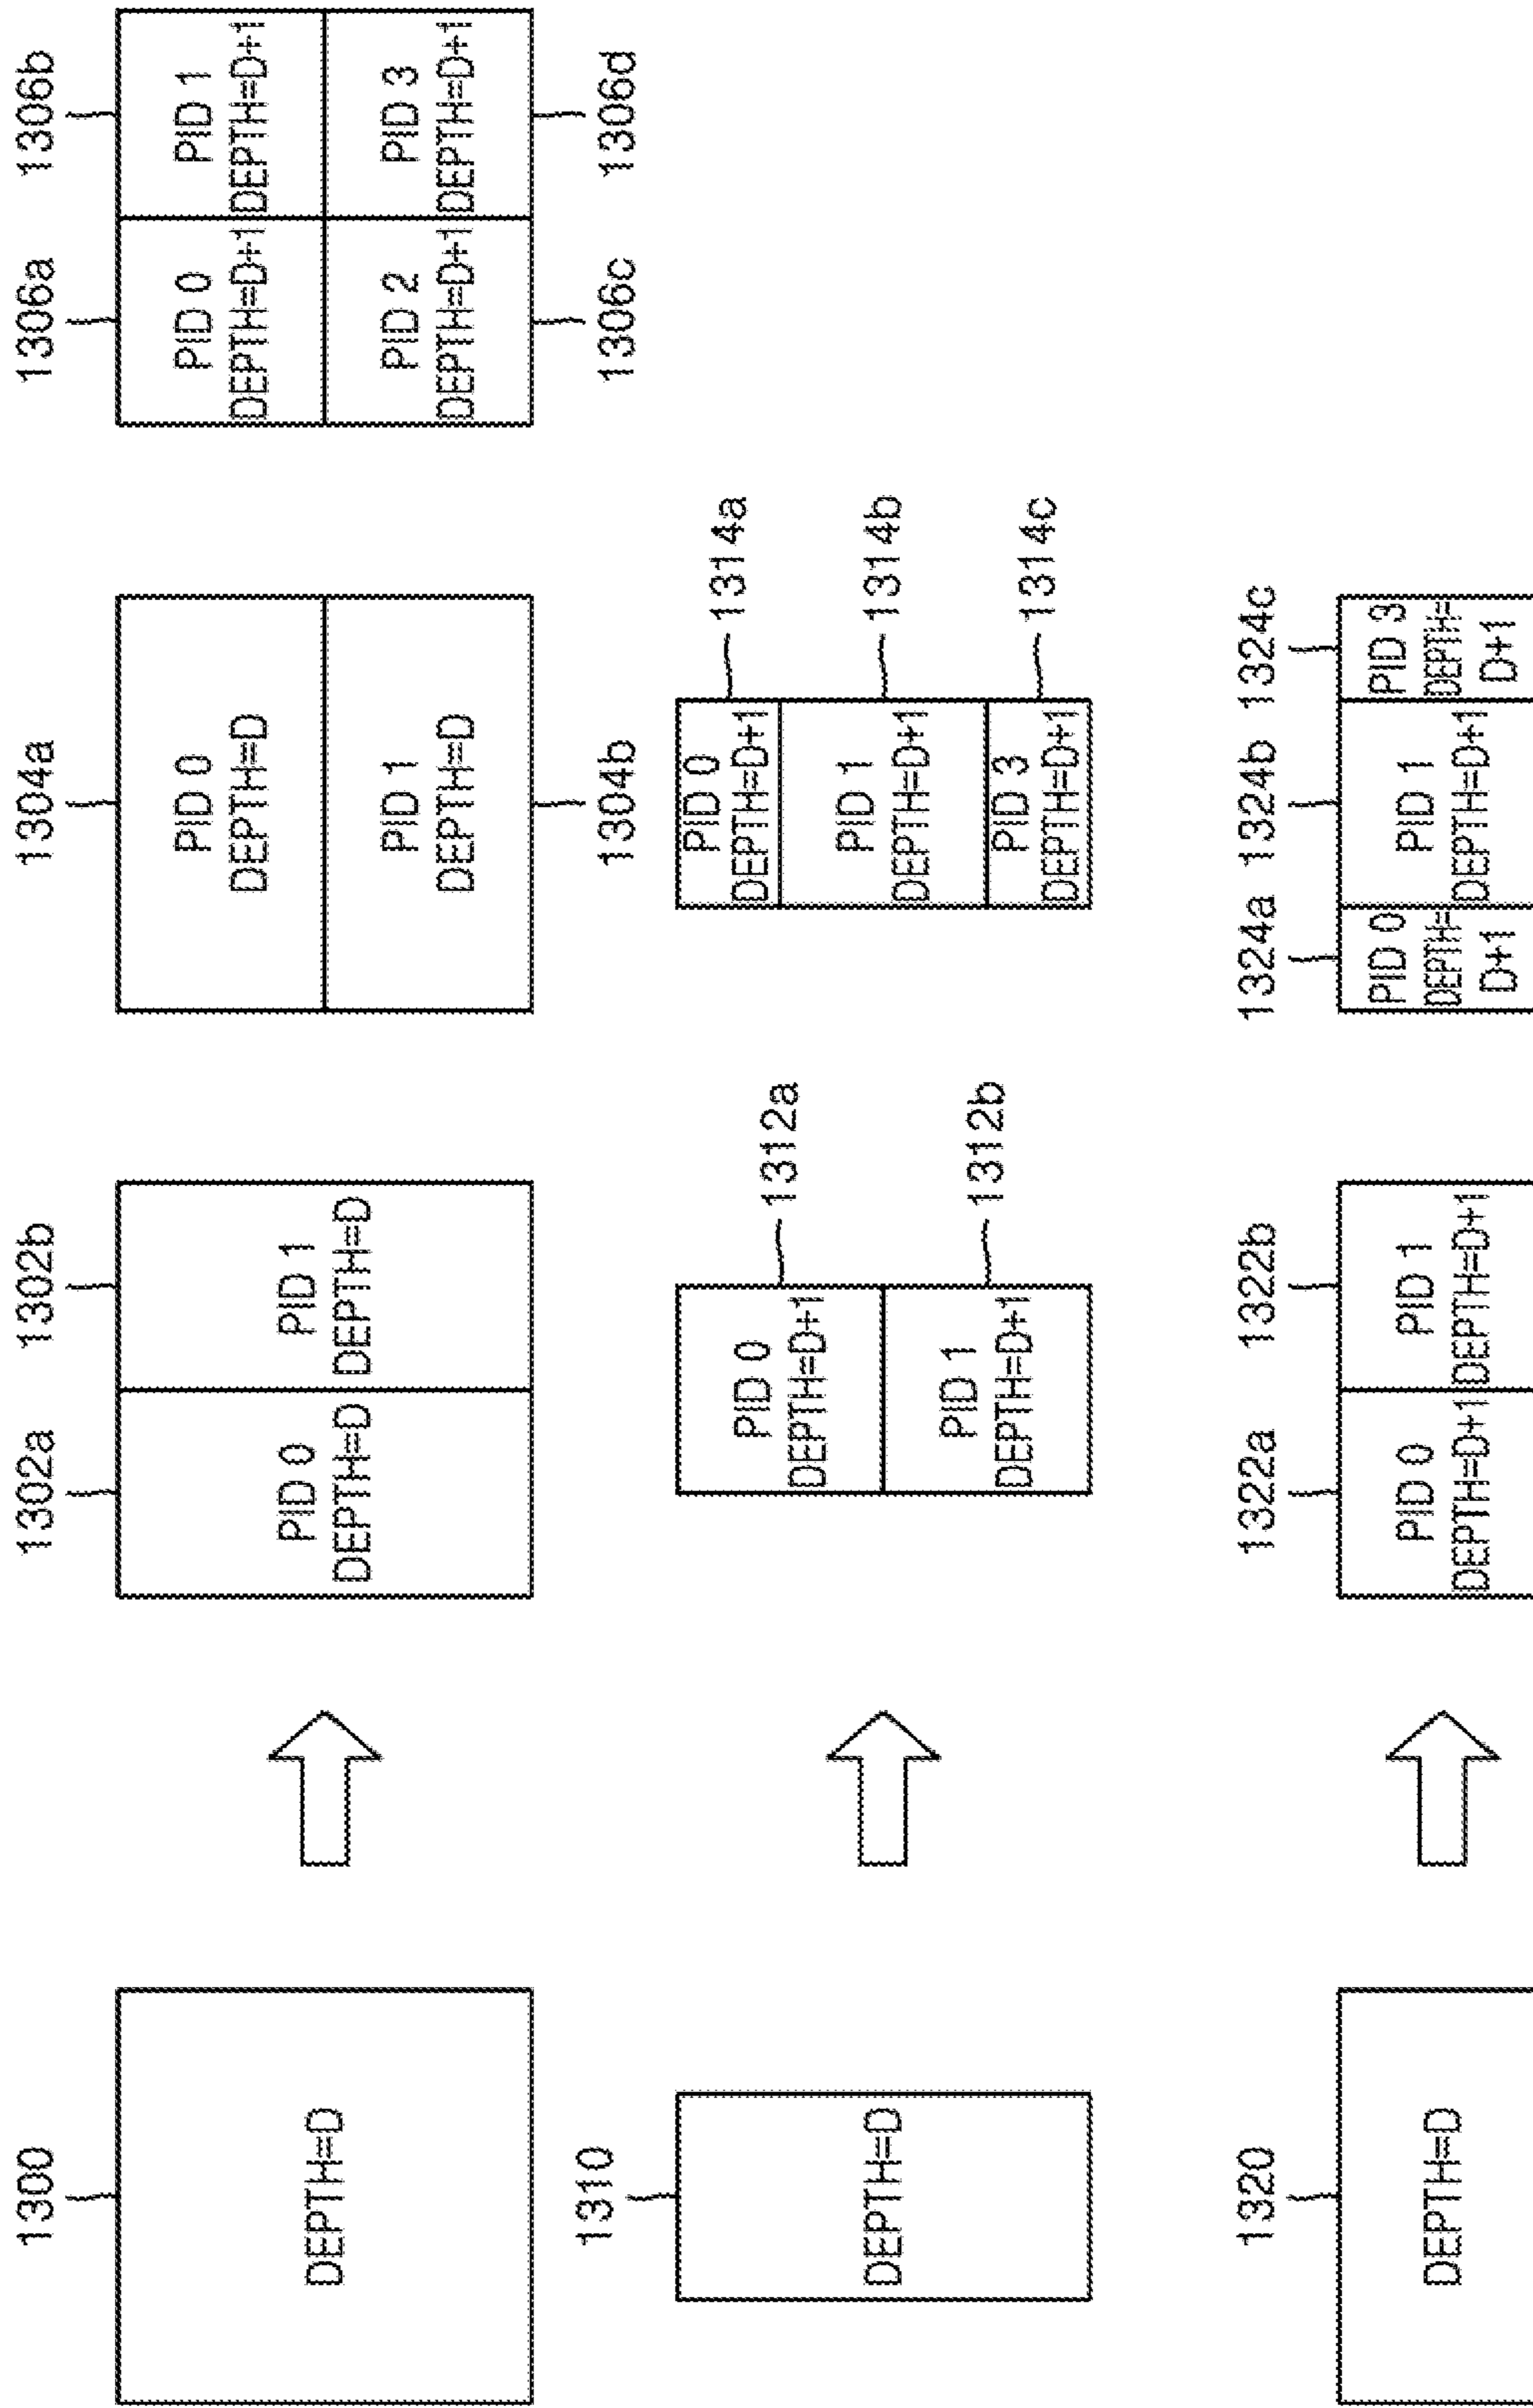 1300
DEPTH=D
1302a
1302b
PID 0
DEPTH=D
PID 1
DEPTH=D
1304a
PID 0
DEPTH=D
PID 1
DEPTH=D
1304b
1306a
1306b
PID 0
DEPTH=D+1
PID 1
DEPTH=D+1
PID 2
DEPTH=D+1
PID 3
DEPTH=D+1
1306c
1306d
1310
DEPTH=D
PID 0
DEPTH=D+1
1312a
PID 1
DEPTH=D+1
1312b
PID 0
DEPTH=D+1
1314a
PID 1
DEPTH=D+1
1314b
PID 3
DEPTH=D+1
1314c
1320
DEPTH=D
1322a
1322b
PID 0
DEPTH=D+1
PID 1
DEPTH=D+1
1324a
1324b
1324c
PID 0
DEPTH=
D+1
PID 1
DEPTH=D+1
PID 3
DEPTH=
D+1